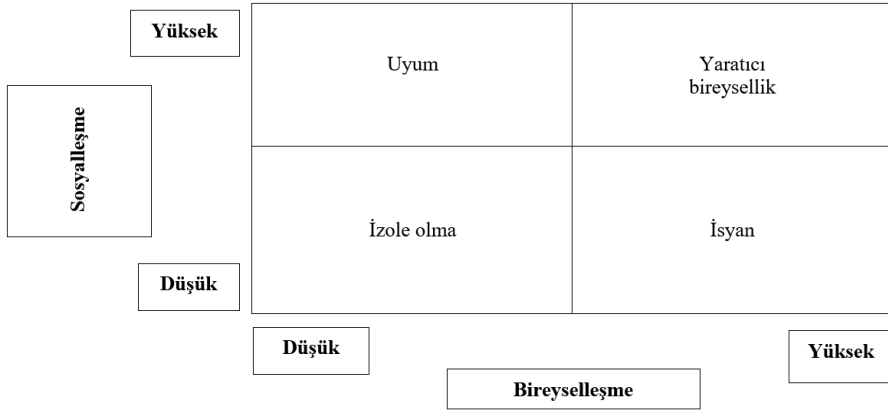 Yüksek
Uyum
Yaratıcı
bireysellik
Sosyalleşme
İzole olma
İsyan
Düşük
Düşük
Yüksek
Bireyselleşme